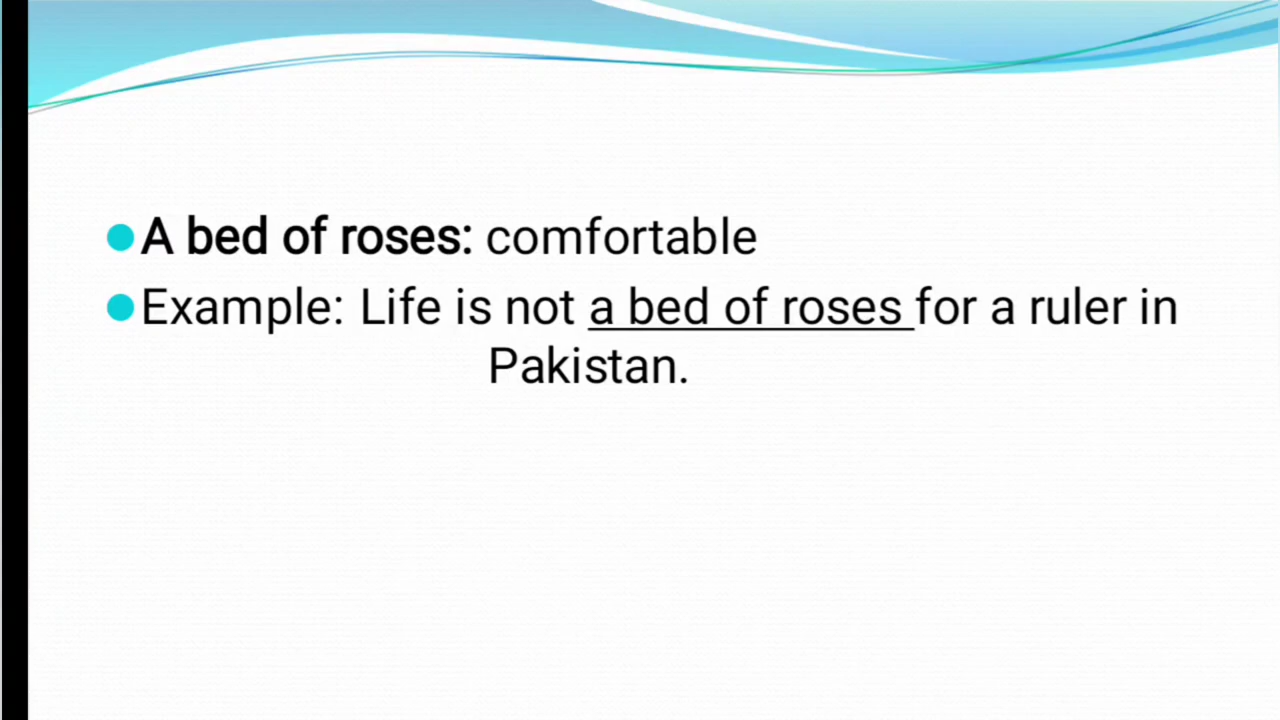 A bed of roses: comfortable
Example: Life is not a bed of roses for a ruler in
Pakistan.